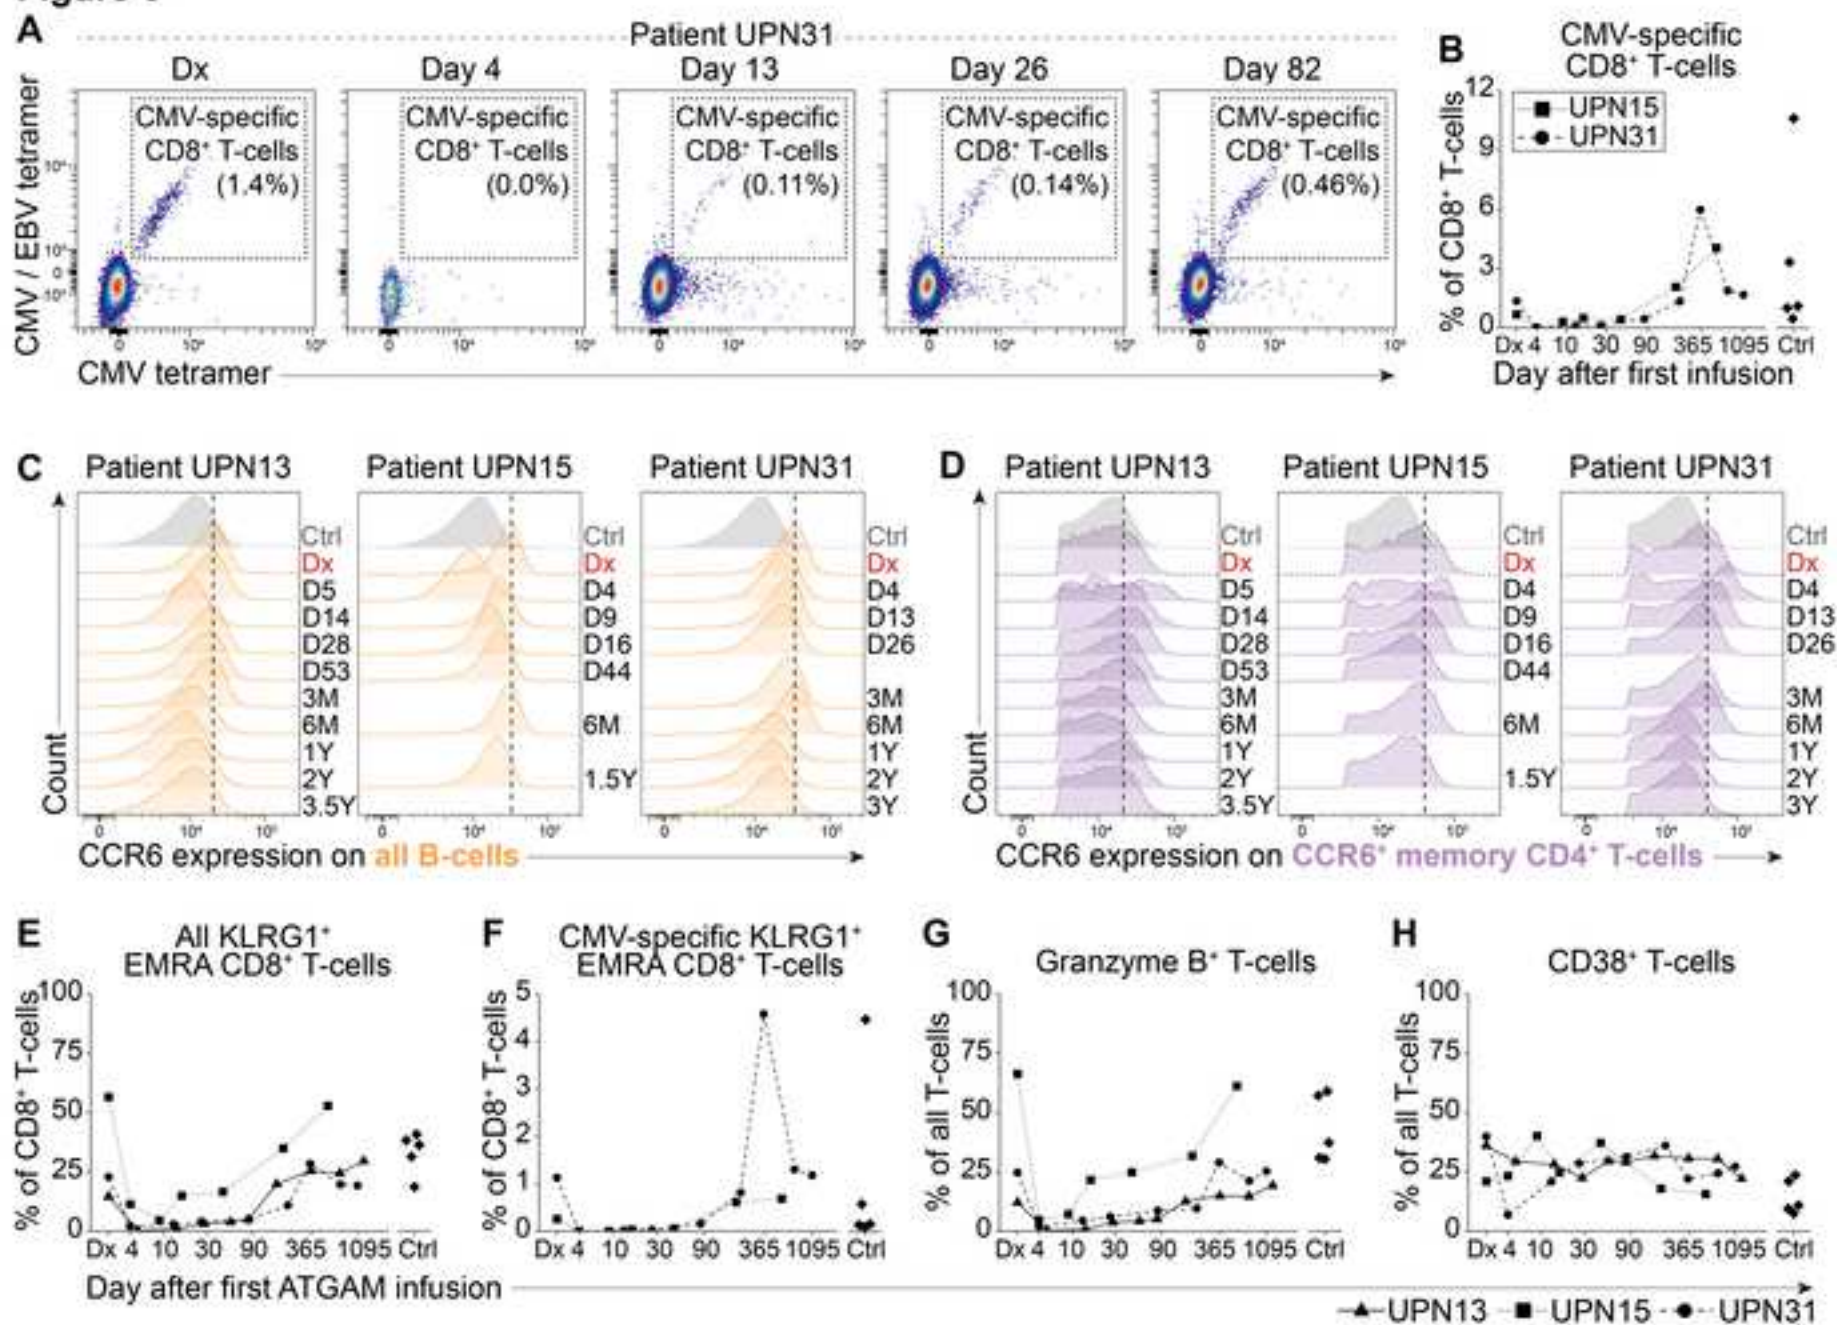 A
Patient UPN31
Dx
Day 4
Day 13
Day 26
Day 82
CMV / EBV tetramer
CMV-specific
CD8⁺ T-cells
(1.4%)
CMV-specific
CD8⁺ T-cells
(0.0%)
CMV-specific
CD8⁺ T-cells
(0.11%)
CMV-specific
CD8⁺ T-cells
(0.14%)
CMV-specific
CD8⁺ T-cells
(0.46%)
CMV tetramer
B
CMV-specific
CD8⁺ T-cells
% of CD8⁺ T-cells
12
9
6
3
0
UPN15
UPN31
Dx 4 10 30 90 365 1095 Ctrl
Day after first infusion
C
Patient UPN13
Patient UPN15
Patient UPN31
Count
Ctrl
Dx
D5
D14
D28
D53
3M
6M
1Y
2Y
3.5Y
Ctrl
Dx
D4
D9
D16
D44
6M
1.5Y
Ctrl
Dx
D4
D13
D26
3M
6M
1Y
2Y
3Y
CCR6 expression on all B-cells
D
Patient UPN13
Patient UPN15
Patient UPN31
Count
Ctrl
Dx
D5
D14
D28
D53
3M
6M
1Y
2Y
3.5Y
Ctrl
Dx
D4
D9
D16
D44
6M
1.5Y
Ctrl
Dx
D4
D13
D26
3M
6M
1Y
2Y
3Y
CCR6 expression on CCR6⁺ memory CD4⁺ T-cells
E
All KLRG1⁺
EMRA CD8⁺ T-cells
% of CD8⁺ T-cells
100
75
50
25
0
Dx 4 10 30 90 365 1095 Ctrl
F
CMV-specific KLRG1⁺
EMRA CD8⁺ T-cells
% of CD8⁺ T-cells
5
4
3
2
1
0
Dx 4 10 30 90 365 1095 Ctrl
G
Granzyme B⁺ T-cells
% of all T-cells
100
75
50
25
0
Dx 4 10 30 90 365 1095 Ctrl
H
CD38⁺ T-cells
% of all T-cells
100
75
50
25
0
Dx 4 10 30 90 365 1095 Ctrl
Day after first ATGAM infusion
UPN13 UPN15 UPN31